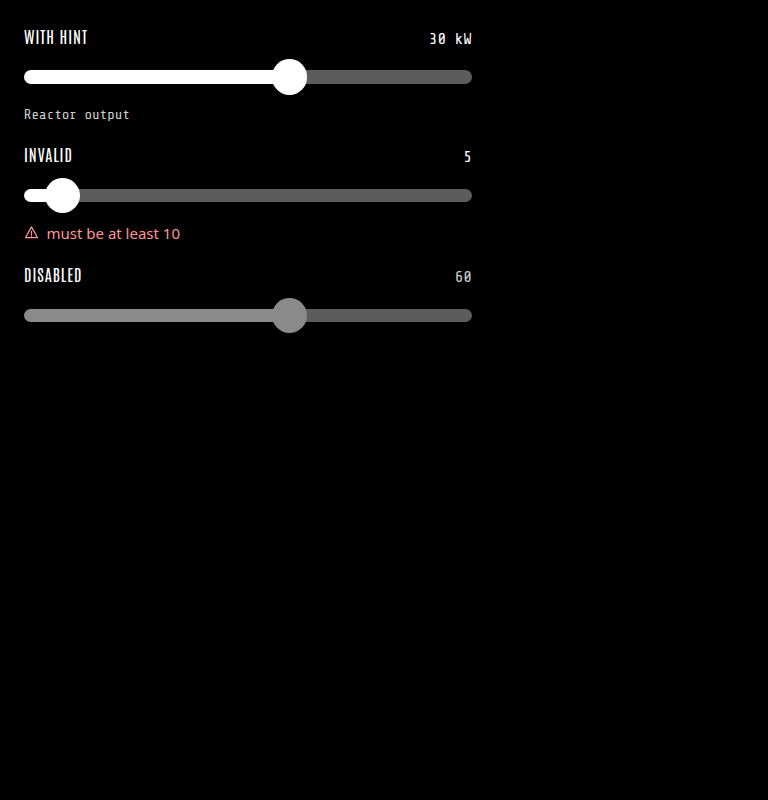 WITH HINT 30 kW
Reactor output
INVALID 5
must be at least 10
DISABLED 60